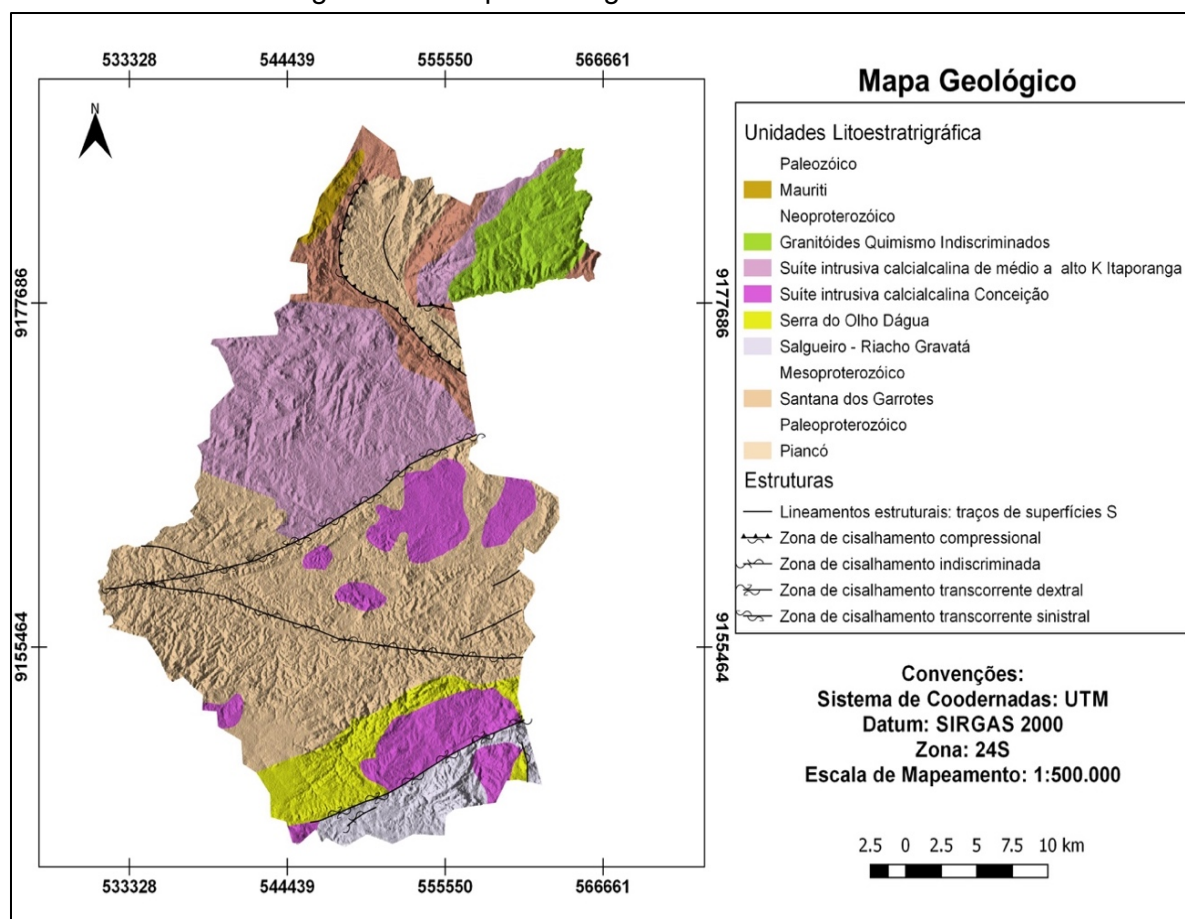 533328 544439 555550 566661
N
9177686
9155464
9177686
9155464
533328 544439 555550 566661
Mapa Geológico
Unidades Litoestratrigráfica
Paleozóico
Mauriti
Neoproterozóico
Granitóides Quimismo Indiscriminados
Suíte intrusiva calcialcalina de médio a alto K Itaporanga
Suíte intrusiva calcialcalina Conceição
Serra do Olho Dágua
Salgueiro - Riacho Gravatá
Mesoproterozóico
Santana dos Garrotes
Paleoproterozóico
Piancó
Estruturas
Lineamentos estruturais: traços de superfícies S
Zona de cisalhamento compressional
Zona de cisalhamento indiscriminada
Zona de cisalhamento transcorrente dextral
Zona de cisalhamento transcorrente sinistral
Convenções:
Sistema de Coodernadas: UTM
Datum: SIRGAS 2000
Zona: 24S
Escala de Mapeamento: 1:500.000
2.5 0 2.5 5 7.5 10 km